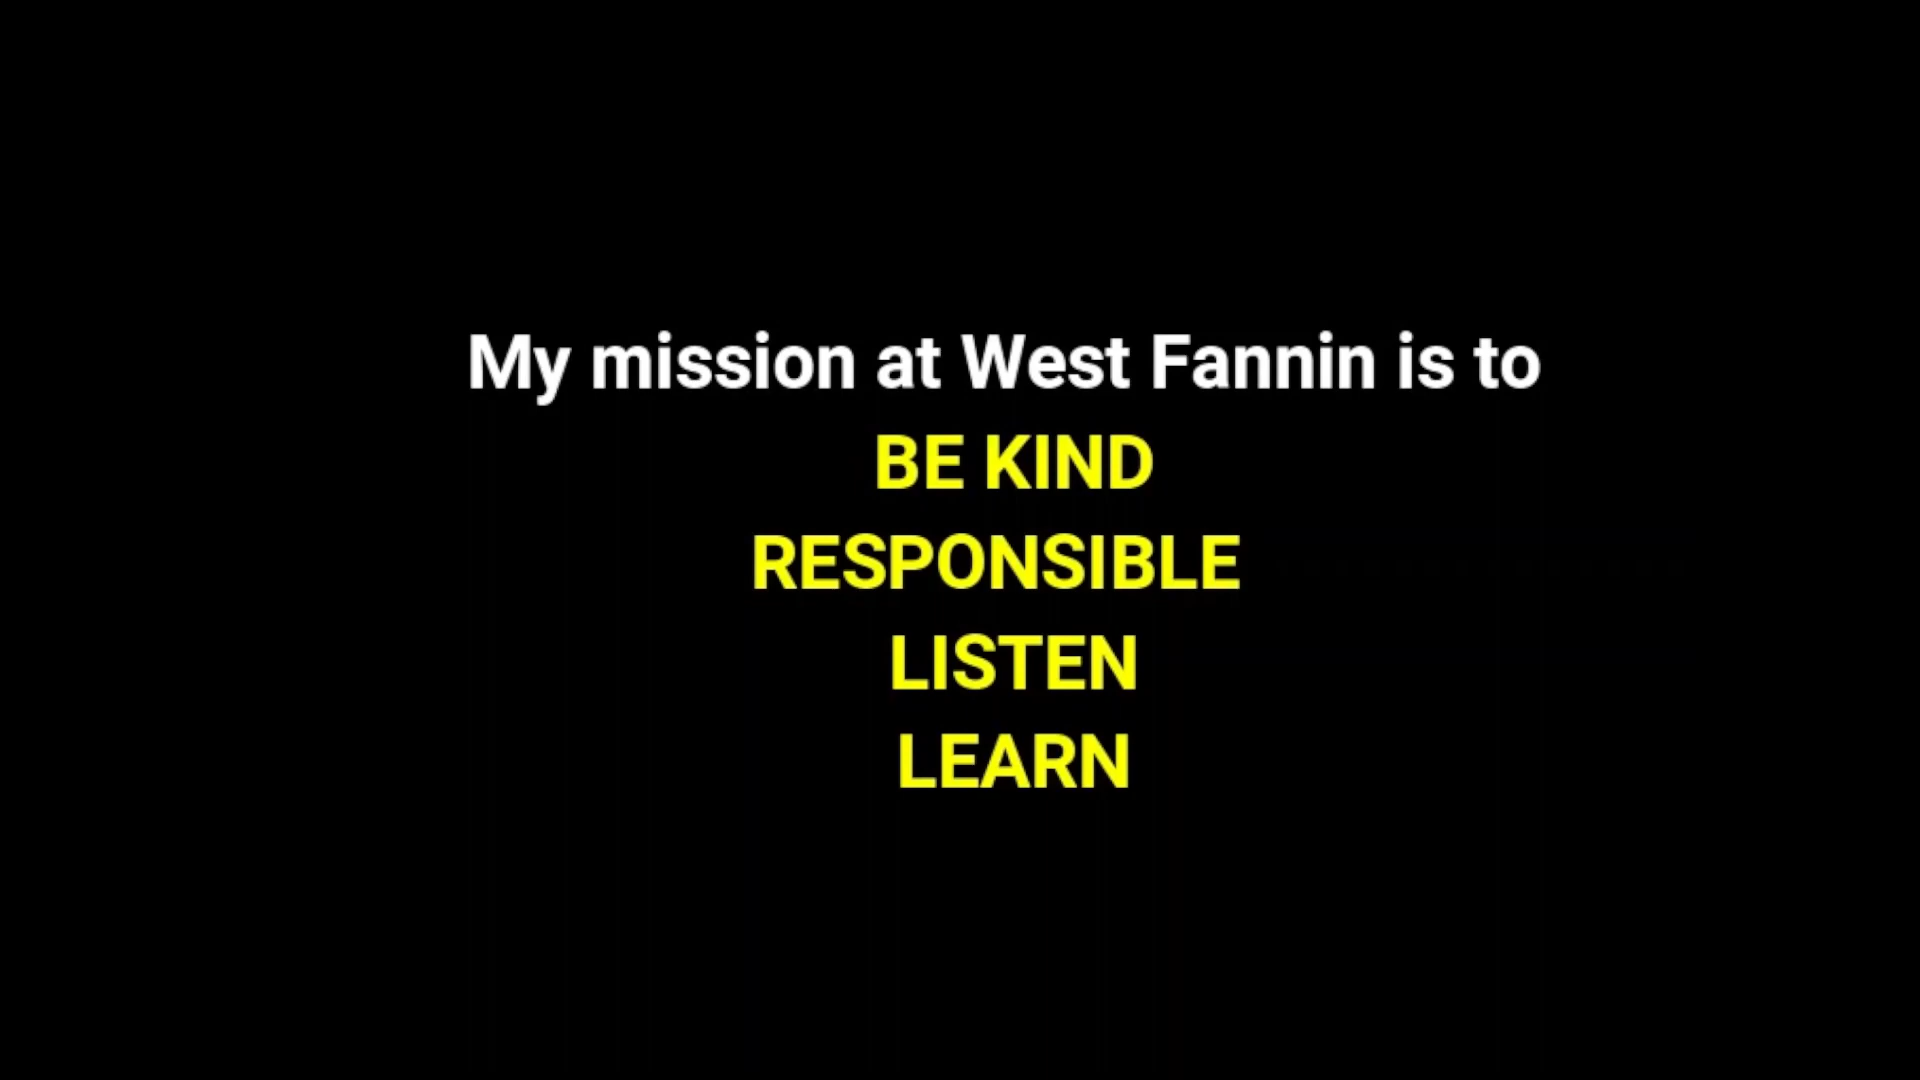 My mission at West Fannin is to
BE KIND
RESPONSIBLE
LISTEN
LEARN